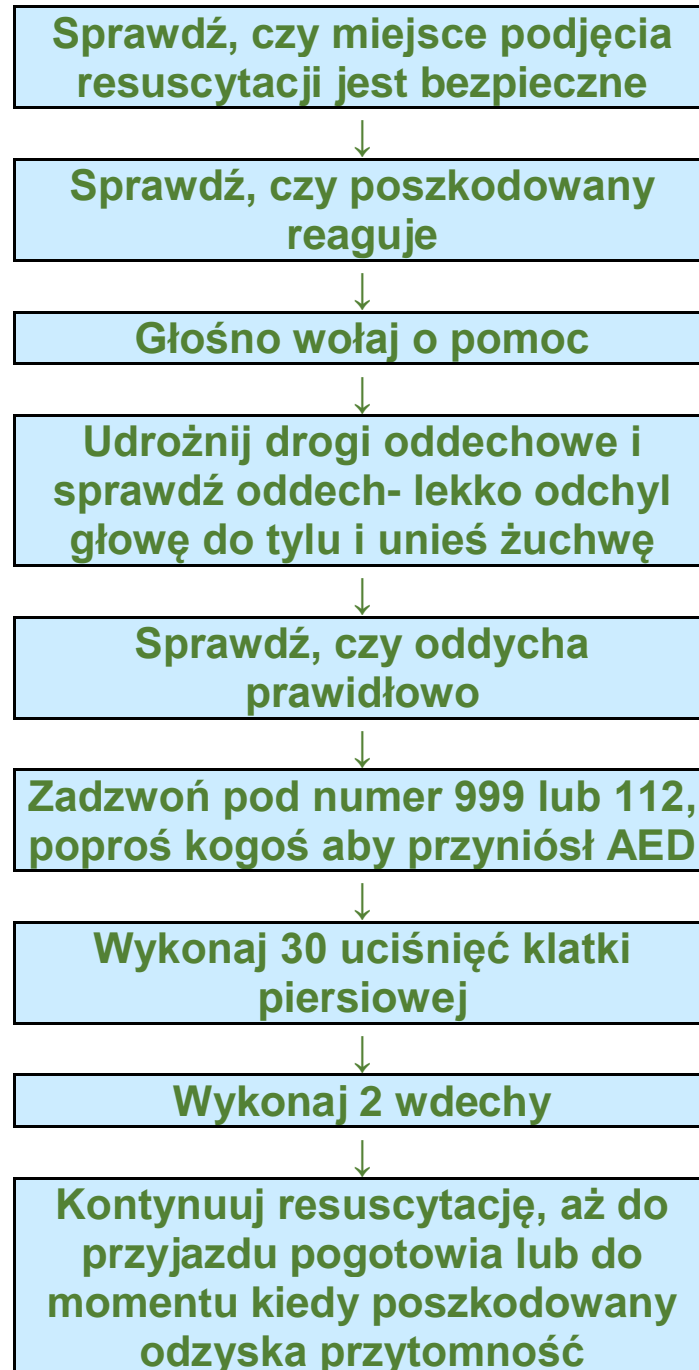 Sprawdź, czy miejsce podjęcia
resuscytacji jest bezpieczne
↓
Sprawdź, czy poszkodowany
reaguje
↓
Głośno wołaj o pomoc
↓
Udrożnij drogi oddechowe i
sprawdź oddech- lekko odchyl
głowę do tylu i unieś żuchwę
↓
Sprawdź, czy oddycha
prawidłowo
↓
Zadzwoń pod numer 999 lub 112,
poproś kogoś aby przyniósł AED
↓
Wykonaj 30 uciśnięć klatki
piersiowej
↓
Wykonaj 2 wdechy
↓
Kontynuuj resuscytację, aż do
przyjazdu pogotowia lub do
momentu kiedy poszkodowany
odzyska przytomność